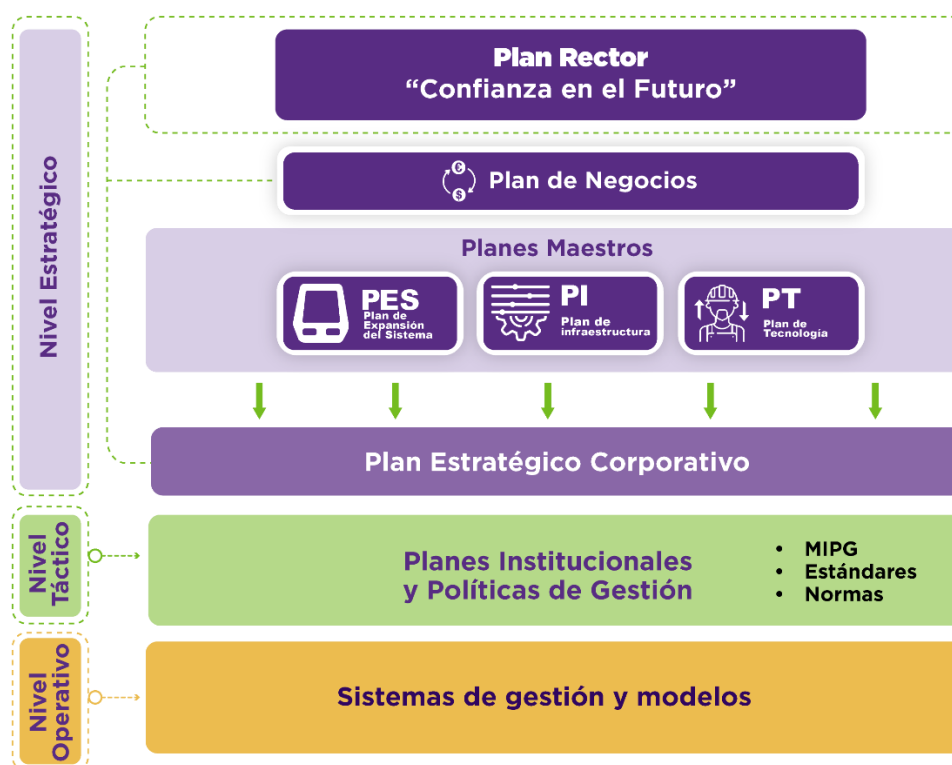 Nivel Estratégico
Plan Rector
“Confianza en el Futuro”
Plan de Negocios
Planes Maestros
PES
Plan de
Expansión
del Sistema
PI
Plan de
infraestructura
PT
Plan de
Tecnología
Plan Estratégico Corporativo
Nivel
Táctico
Planes Institucionales
y Políticas de Gestión
• MIPG
• Estándares
• Normas
Nivel
Operativo
Sistemas de gestión y modelos